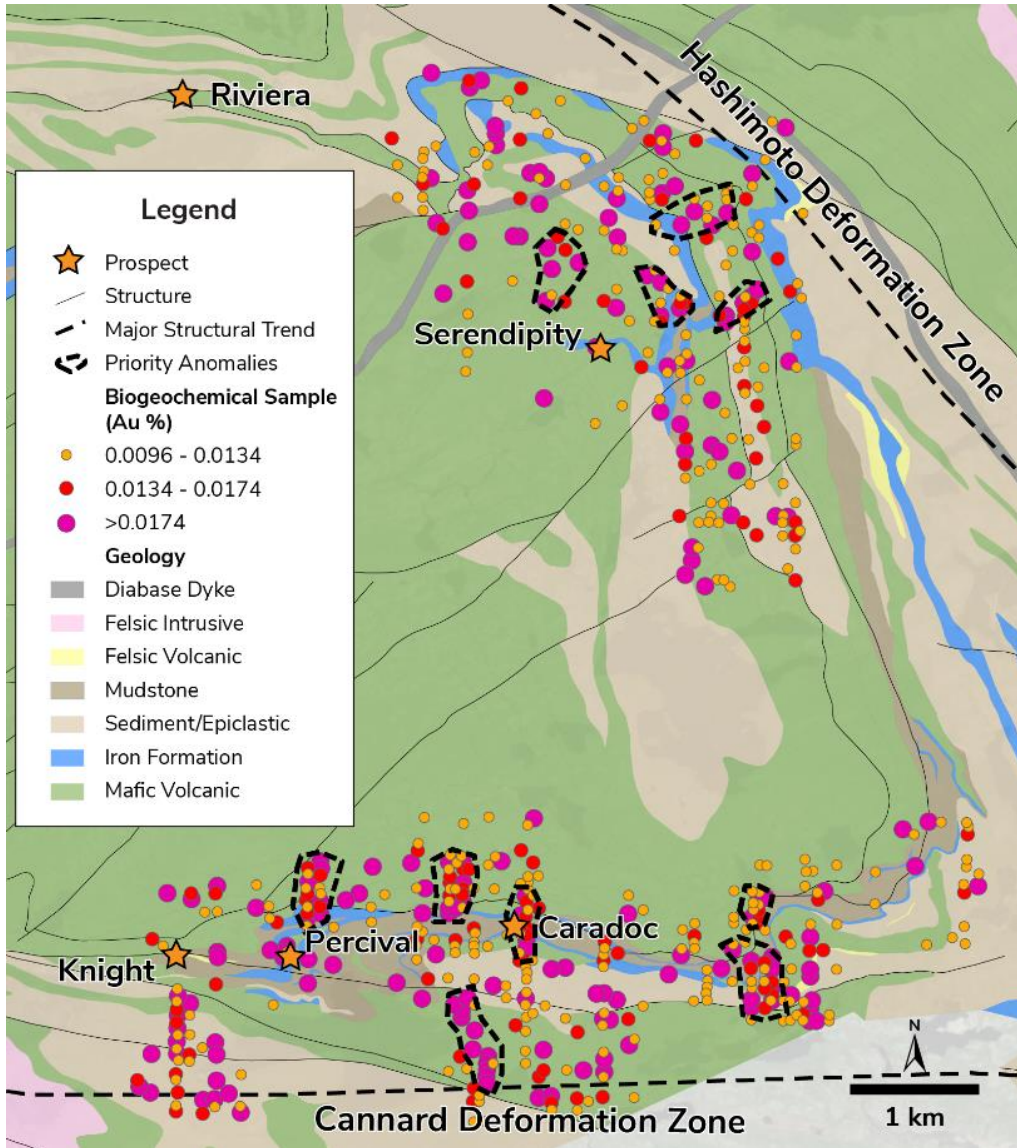 Riviera
Hashimoto Deformation Zone
Legend
Prospect
Structure
Major Structural Trend
Priority Anomalies
Biogeochemical Sample
(Au %)
0.0096 - 0.0134
0.0134 - 0.0174
>0.0174
Geology
Diabase Dyke
Felsic Intrusive
Felsic Volcanic
Mudstone
Sediment/Epiclastic
Iron Formation
Mafic Volcanic
Serendipity
Caradoc
Percival
Knight
N
1 km
Cannard Deformation Zone